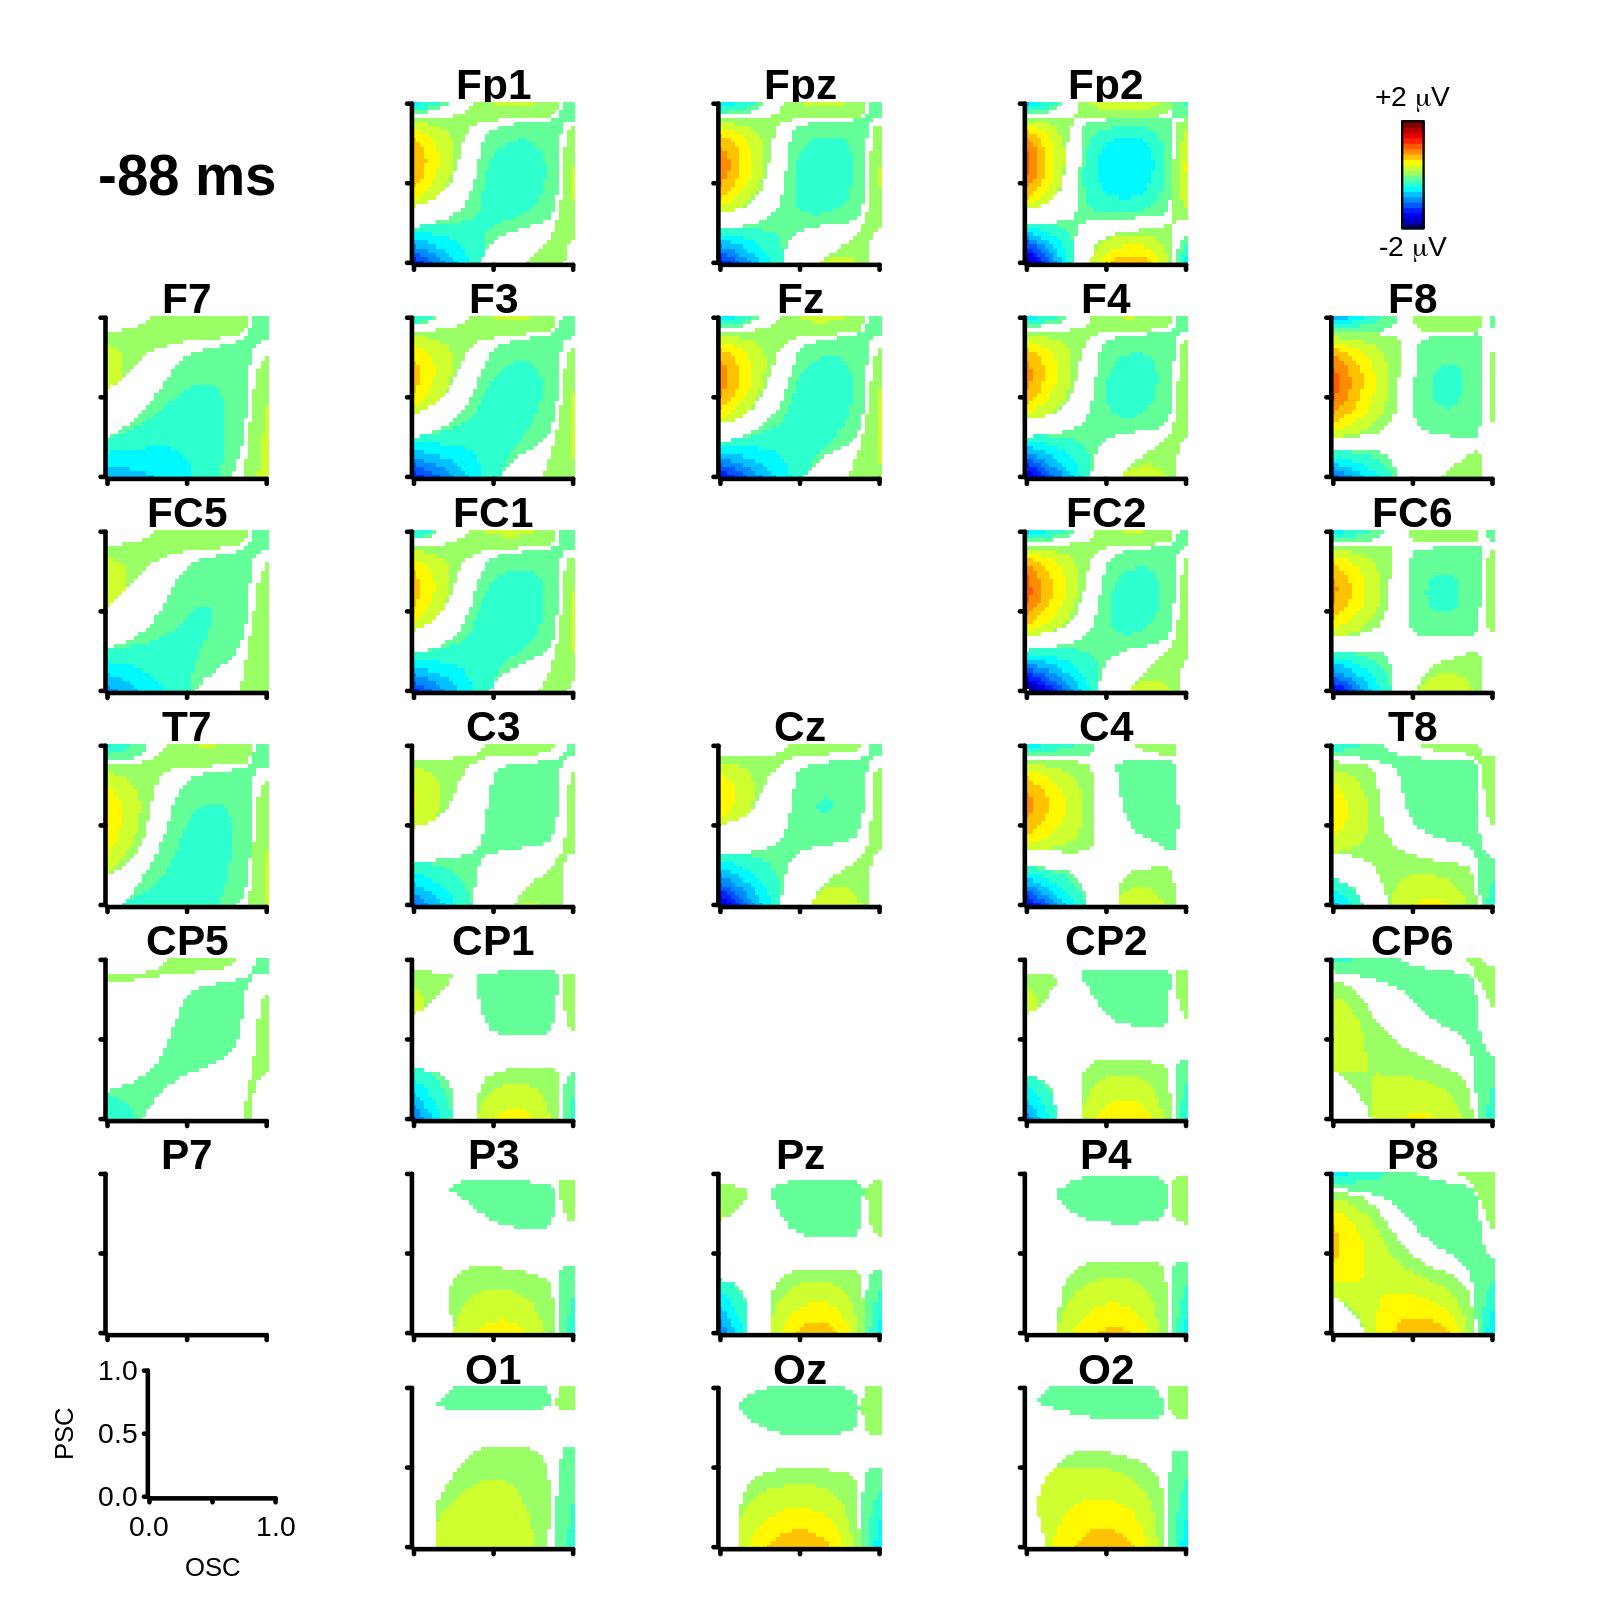 Fp1 Fpz Fp2
+2 μV
-88 ms
-2 μV
F7 F3 Fz F4 F8
FC5 FC1 FC2 FC6
T7 C3 Cz C4 T8
CP5 CP1 CP2 CP6
P7 P3 Pz P4 P8
O1 Oz O2
1.0
0.5
0.0
PSC
0.0 1.0
OSC